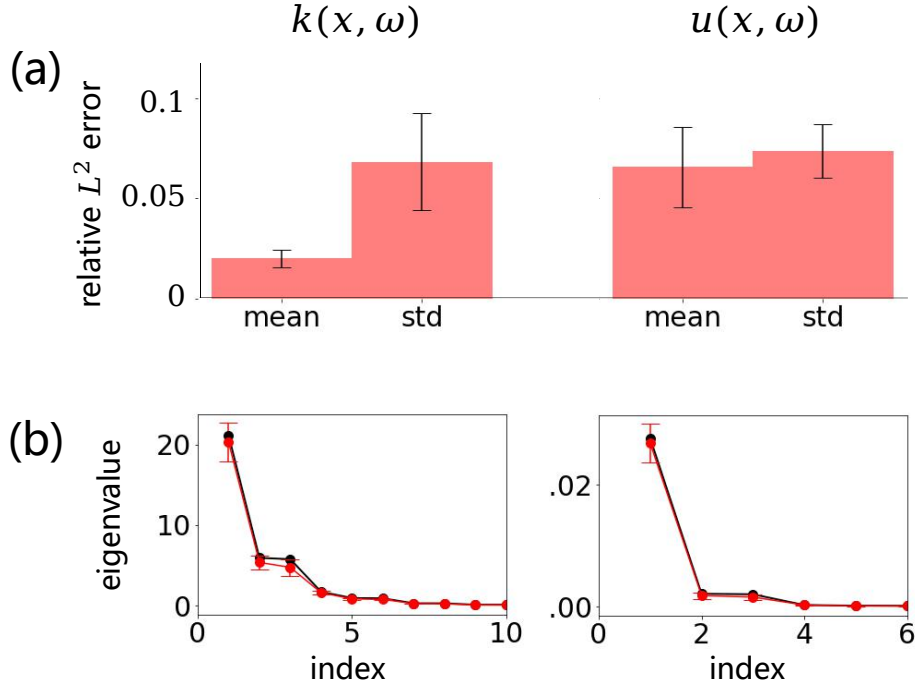 k(x, ω)
u(x, ω)
(a)
relative L² error
0.1
0.05
0
mean
std
mean
std
(b)
eigenvalue
20
10
0
0
5
10
index
.02
.00
0
2
4
6
index